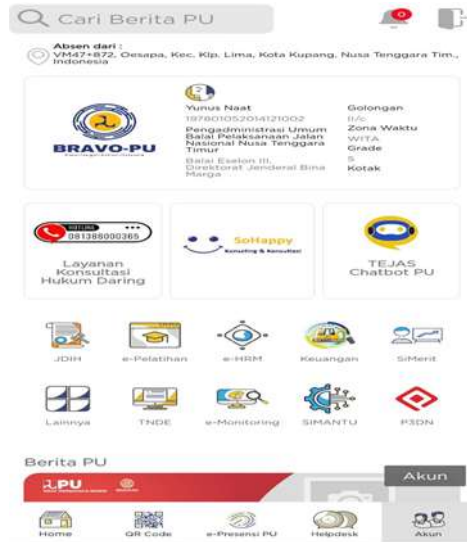 Cari Berita PU
Absen dari :
VM47+872, Oesapa, Kec. Klp. Lima, Kota Kupang, Nusa Tenggara Tim.,
Indonesia
BRAVO-PU
Yunus Naat
197801052014121002
Pengadministrasi Umum
Balai Pelaksanaan Jalan
Nasional Nusa Tenggara
Timur
Balai Eselon III.
Direktorat Jenderal Bina
Marga
Golongan
II/c
Zona Waktu
WITA
Grade
5
Kotak
HOTLINE
081388000365
Layanan
Konsultasi
Hukum Daring
SoHappy
Konseling & Konsultasi
TEJAS
Chatbot PU
JDIH
e-Pelatihan
e-HRM
Keuangan
SiMerit
Lainnya
TNDE
e-Monitoring
SIMANTU
P3DN
Berita PU
PU
Akun
Home
QR Code
e-Presensi PU
Helpdesk
Akun